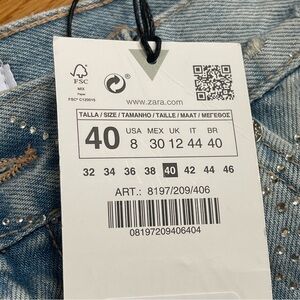 FSC
MIX
Paper
FSC® C120015
www.zara.com
TALLA / SIZE / TAMANHO / TAILLE / MAAT / ΜΕΓΕΘΟΣ
40 USA MEX UK IT BR
8 30 12 44 40
32 34 36 38 40 42 44 46
ART.: 8197/209/406
08197209406404